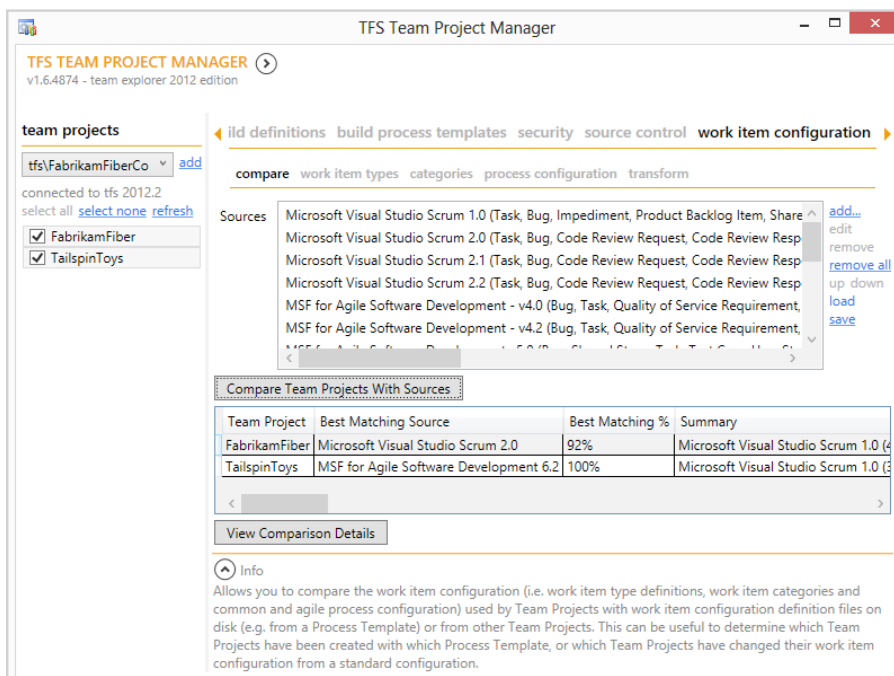 TFS Team Project Manager
TFS TEAM PROJECT MANAGER
v1.6.4874 - team explorer 2012 edition
team projects
tfs\FabrikamFiberCo add
connected to tfs 2012.2
select all select none refresh
FabrikamFiber
TailspinToys
ild definitions build process templates security source control work item configuration
compare work item types categories process configuration transform
Sources
Microsoft Visual Studio Scrum 1.0 (Task, Bug, Impediment, Product Backlog Item, Share
Microsoft Visual Studio Scrum 2.0 (Task, Bug, Code Review Request, Code Review Resp
Microsoft Visual Studio Scrum 2.1 (Task, Bug, Code Review Request, Code Review Resp
Microsoft Visual Studio Scrum 2.2 (Task, Bug, Code Review Request, Code Review Resp
MSF for Agile Software Development - v4.0 (Bug, Task, Quality of Service Requirement,
MSF for Agile Software Development - v4.2 (Bug, Task, Quality of Service Requirement,
add...
edit
remove
remove all
up down
load
save
Compare Team Projects With Sources
Team Project Best Matching Source Best Matching % Summary
FabrikamFiber Microsoft Visual Studio Scrum 2.0 92% Microsoft Visual Studio Scrum 1.0 (4
TailspinToys MSF for Agile Software Development 6.2 100% Microsoft Visual Studio Scrum 1.0 (3
View Comparison Details
Info
Allows you to compare the work item configuration (i.e. work item type definitions, work item categories and
common and agile process configuration) used by Team Projects with work item configuration definition files on
disk (e.g. from a Process Template) or from other Team Projects. This can be useful to determine which Team
Projects have been created with which Process Template, or which Team Projects have changed their work item
configuration from a standard configuration.